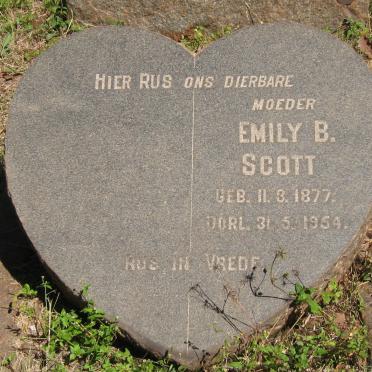 HIER RUS ONS DIERBARE
MOEDER
EMILY B.
SCOTT
GEB. 11. 8. 1877.
OORL. 31. 5. 1954.
RUS IN VREDE.